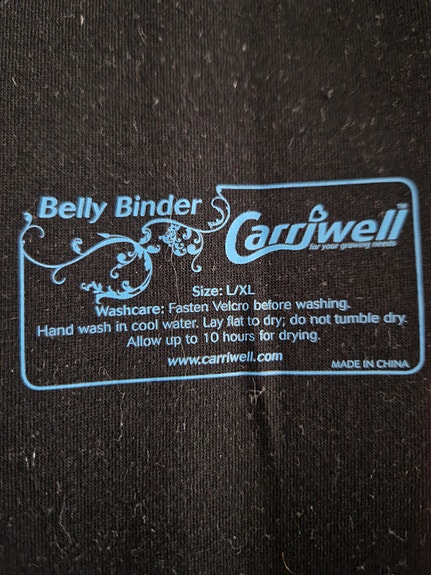 Belly Binder
Carriwell™
for your growing needs
Size: L/XL
Washcare: Fasten Velcro before washing.
Hand wash in cool water. Lay flat to dry; do not tumble dry.
Allow up to 10 hours for drying.
www.carriwell.com
MADE IN CHINA